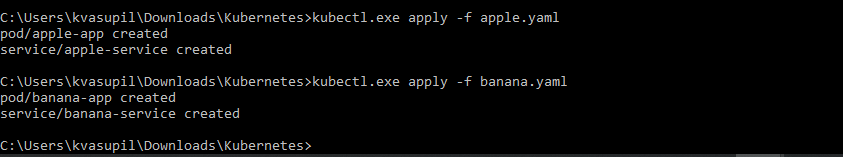 C:\Users\kvasupil\Downloads\Kubernetes>kubectl.exe apply -f apple.yaml
pod/apple-app created
service/apple-service created
C:\Users\kvasupil\Downloads\Kubernetes>kubectl.exe apply -f banana.yaml
pod/banana-app created
service/banana-service created
C:\Users\kvasupil\Downloads\Kubernetes>